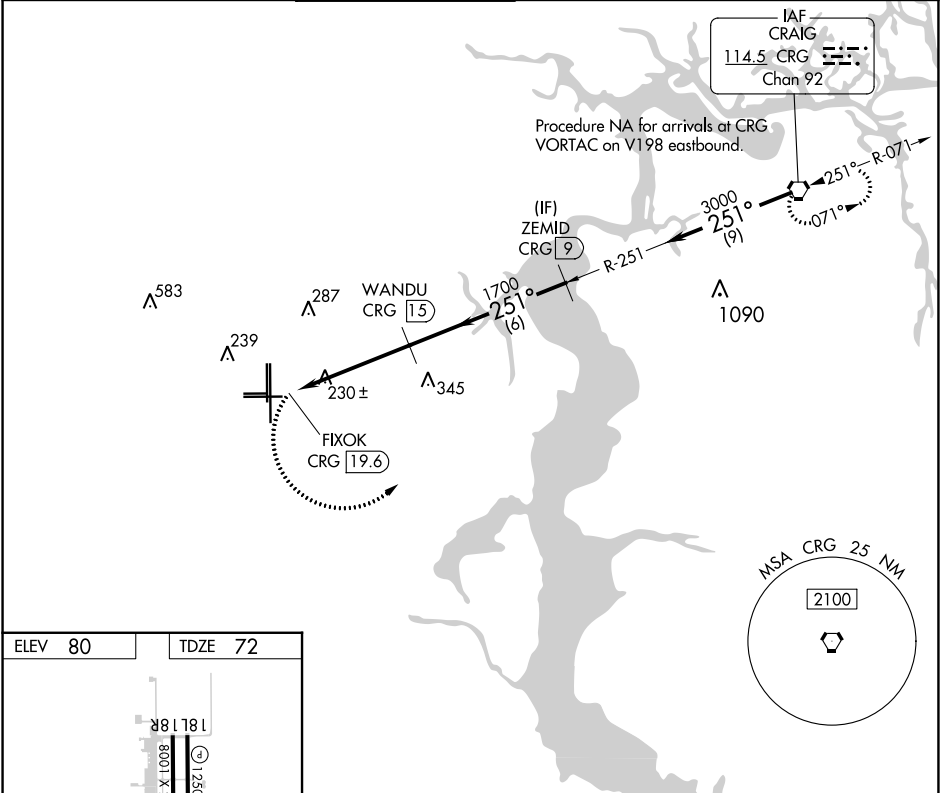 IAF
CRAIG
114.5 CRG
Chan 92
Procedure NA for arrivals at CRG
VORTAC on V198 eastbound.
251°
R-071
071°
3000
251°
(9)
(IF)
ZEMID
CRG 9
R-251
1090
1700
251°
(6)
WANDU
CRG 15
583
287
239
230 ±
345
FIXOK
CRG 19.6
MSA CRG 25 NM
2100
ELEV 80
TDZE 72
18R
18L
8001 X
P